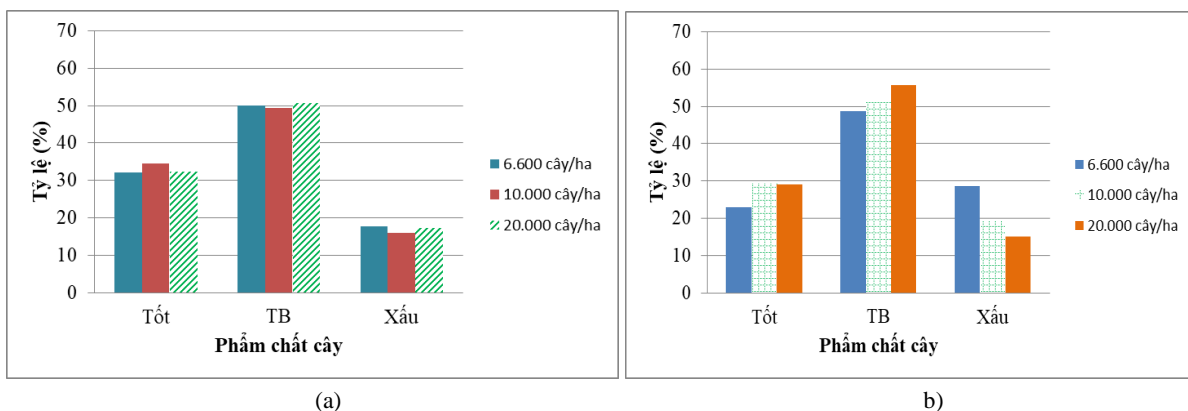 70
60
50
40
30
20
10
0
Tỷ lệ (%)
Tốt TB Xấu
Phẩm chất cây
6.600 cây/ha
10.000 cây/ha
20.000 cây/ha
(a)
70
60
50
40
30
20
10
0
Tỷ lệ (%)
Tốt TB Xấu
Phẩm chất cây
6.600 cây/ha
10.000 cây/ha
20.000 cây/ha
b)